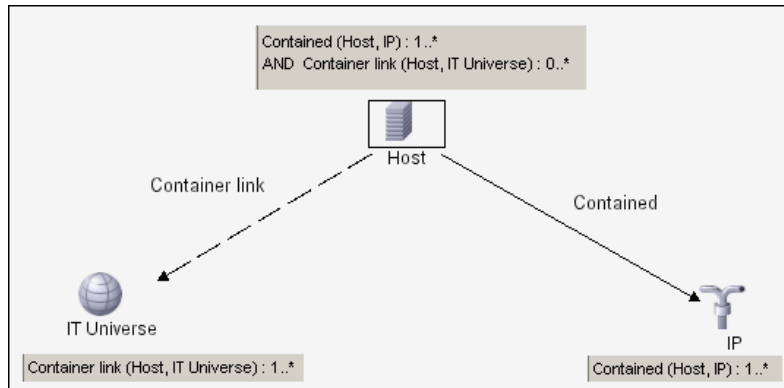 Contained (Host, IP) : 1..*
AND Container link (Host, IT Universe) : 0..*
Host
Container link
Contained
IT Universe
IP
Container link (Host, IT Universe) : 1..*
Contained (Host, IP) : 1..*